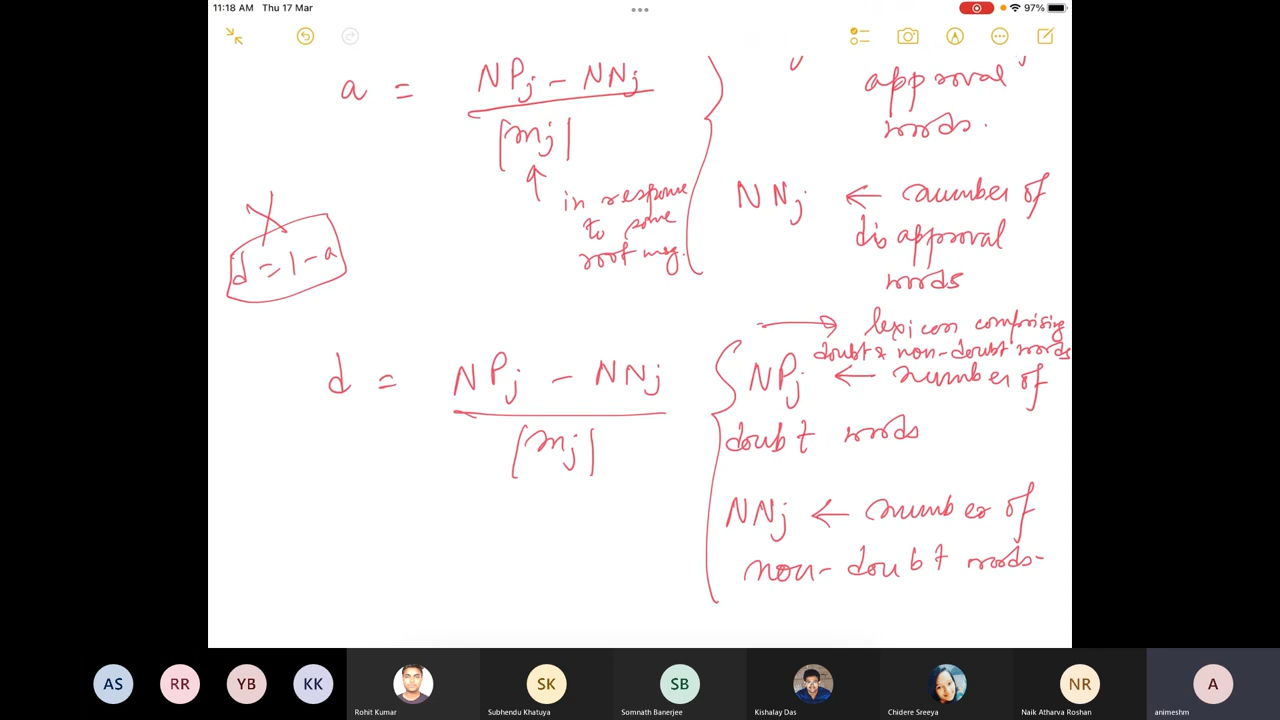 11:18 AM Thu 17 Mar
97%
a = NPj - NNj
|mj|
in response
to some
root msg.
" approval "
words.
NNj ← number of
disapproval
words
d = 1 - a
→ lexicon comprising
doubt & non-doubt words
d = NPj - NNj
|mj|
NPj ← number of
doubt words
NNj ← number of
non-doubt words
AS
RR
YB
KK
SK
SB
NR
A
Rohit Kumar
Subhendu Khatuya
Somnath Banerjee
Kishalay Das
Chidere Sreeya
Naik Atharva Roshan
animeshm